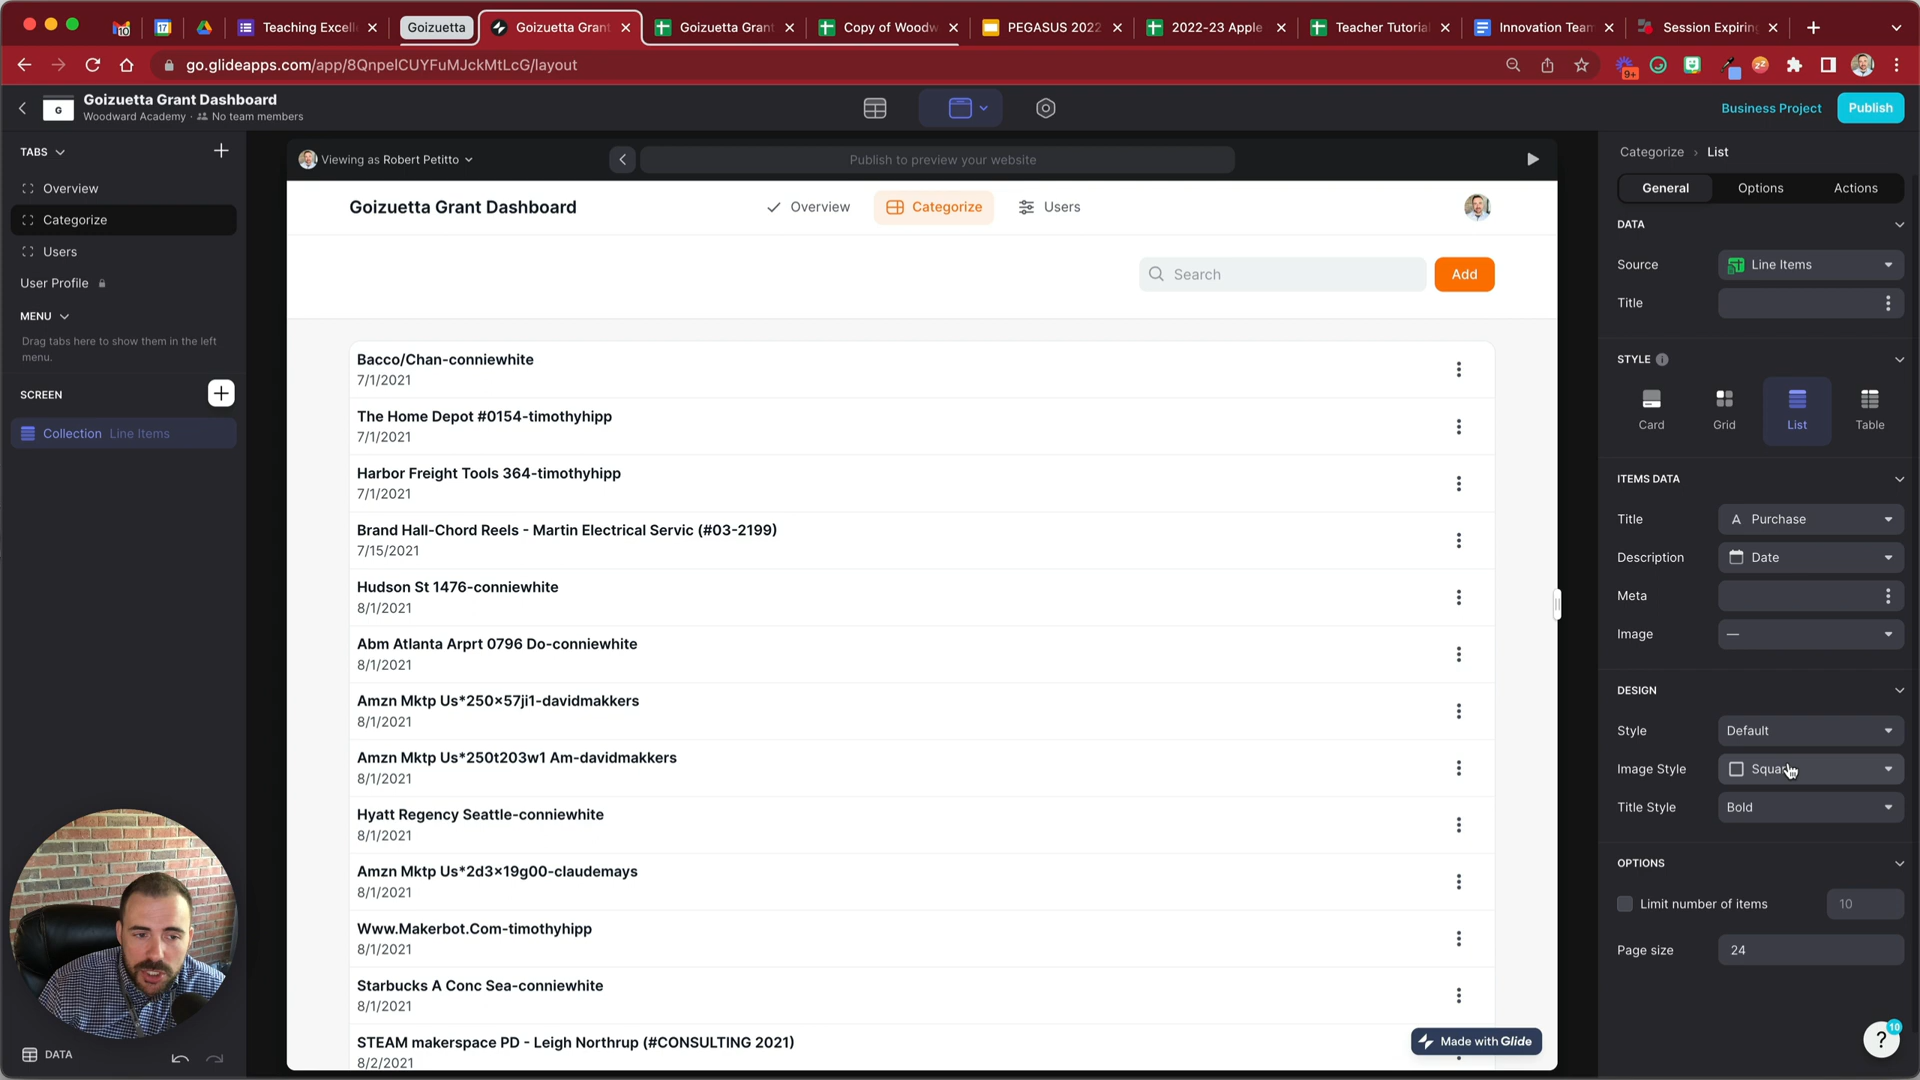 10
17
Teaching Excell
Goizuetta
Goizuetta Grant
Goizuetta Grant
Copy of Woodw
PEGASUS 2022
2022-23 Apple
Teacher Tutorial
Innovation Team
Session Expiring
go.glideapps.com/app/8QnpelCUYFuMJckMtLcG/layout
9+
G
Goizuetta Grant Dashboard
Woodward Academy · No team members
Business Project
Publish
TABS
Overview
Categorize
Users
User Profile
MENU
Drag tabs here to show them in the left
menu.
SCREEN
Collection Line Items
DATA
Viewing as Robert Petitto
Publish to preview your website
Goizuetta Grant Dashboard
Overview
Categorize
Users
Search
Add
Bacco/Chan-conniewhite
7/1/2021
The Home Depot #0154-timothyhipp
7/1/2021
Harbor Freight Tools 364-timothyhipp
7/1/2021
Brand Hall-Chord Reels - Martin Electrical Servic (#03-2199)
7/15/2021
Hudson St 1476-conniewhite
8/1/2021
Abm Atlanta Arprt 0796 Do-conniewhite
8/1/2021
Amzn Mktp Us*250×57ji1-davidmakkers
8/1/2021
Amzn Mktp Us*250t203w1 Am-davidmakkers
8/1/2021
Hyatt Regency Seattle-conniewhite
8/1/2021
Amzn Mktp Us*2d3×19g00-claudemays
8/1/2021
Www.Makerbot.Com-timothyhipp
8/1/2021
Starbucks A Conc Sea-conniewhite
8/1/2021
STEAM makerspace PD - Leigh Northrup (#CONSULTING 2021)
8/2/2021
Made with Glide
Categorize › List
General
Options
Actions
DATA
Source
Line Items
Title
STYLE
Card
Grid
List
Table
ITEMS DATA
Title
A Purchase
Description
Date
Meta
Image
—
DESIGN
Style
Default
Image Style
Squa
Title Style
Bold
OPTIONS
Limit number of items
10
Page size
24
?
10